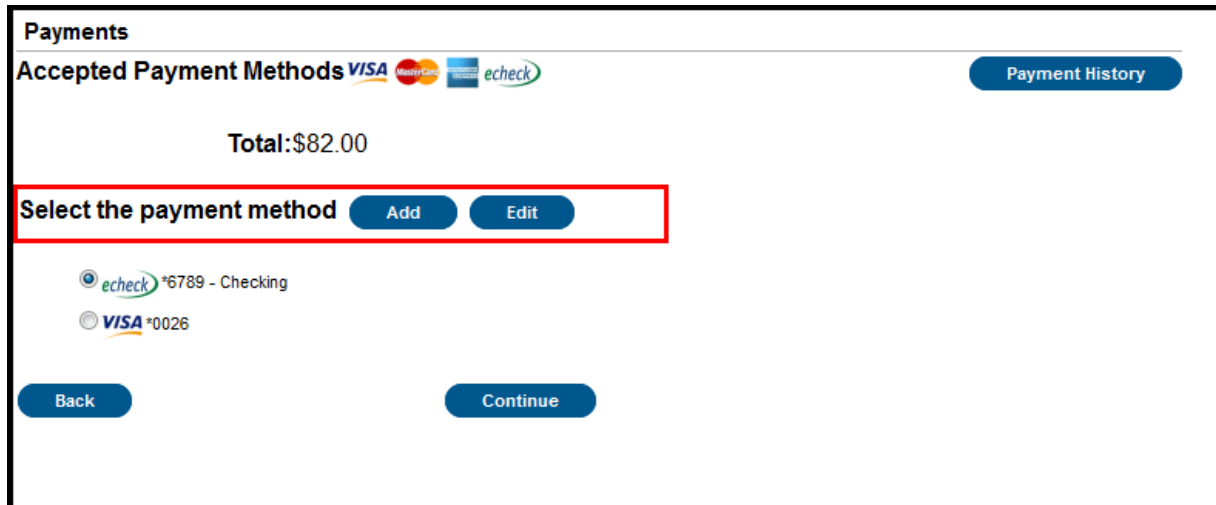 Payments
Accepted Payment Methods VISA MasterCard echeck Payment History
Total:$82.00
Select the payment method Add Edit
echeck *6789 - Checking
VISA *0026
Back Continue